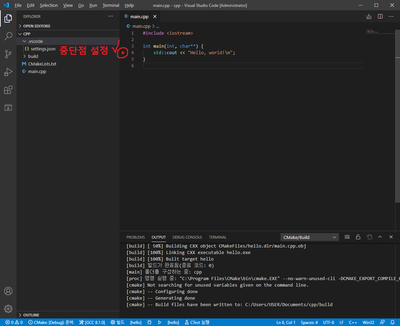 File Edit Selection View Go Run Terminal Help
main.cpp - cpp - Visual Studio Code [Administrator]
EXPLORER
OPEN EDITORS
CPP
.vscode
settings.json
build
CMakeLists.txt
main.cpp
중단점 설정
main.cpp
main.cpp > ...
1 #include <iostream>
2
3 int main(int, char**) {
4 std::cout << "Hello, world!\n";
5 }
6
PROBLEMS OUTPUT DEBUG CONSOLE TERMINAL
CMake/Build
[build] [ 50%] Building CXX object CMakeFiles/hello.dir/main.cpp.obj
[build] [100%] Linking CXX executable hello.exe
[build] [100%] Built target hello
[build] 빌드가 완료됨(종료 코드: 0)
[main] 폴더를 구성하는 중: cpp
[proc] 명령 실행 중: "C:\Program Files\CMake\bin\cmake.EXE" --no-warn-unused-cli -DCMAKE_EXPORT_COMPILE_
[cmake] Not searching for unused variables given on the command line.
[cmake] -- Configuring done
[cmake] -- Generating done
[cmake] -- Build files have been written to: C:/Users/USER/Documents/cpp/build
OUTLINE
0 0 CMake: [Debug]: 준비 [GCC 8.1.0] 빌드 [hello] [hello] CTest 실행
Ln 6, Col 1 Spaces: 4 UTF-8 LF C++ Win32